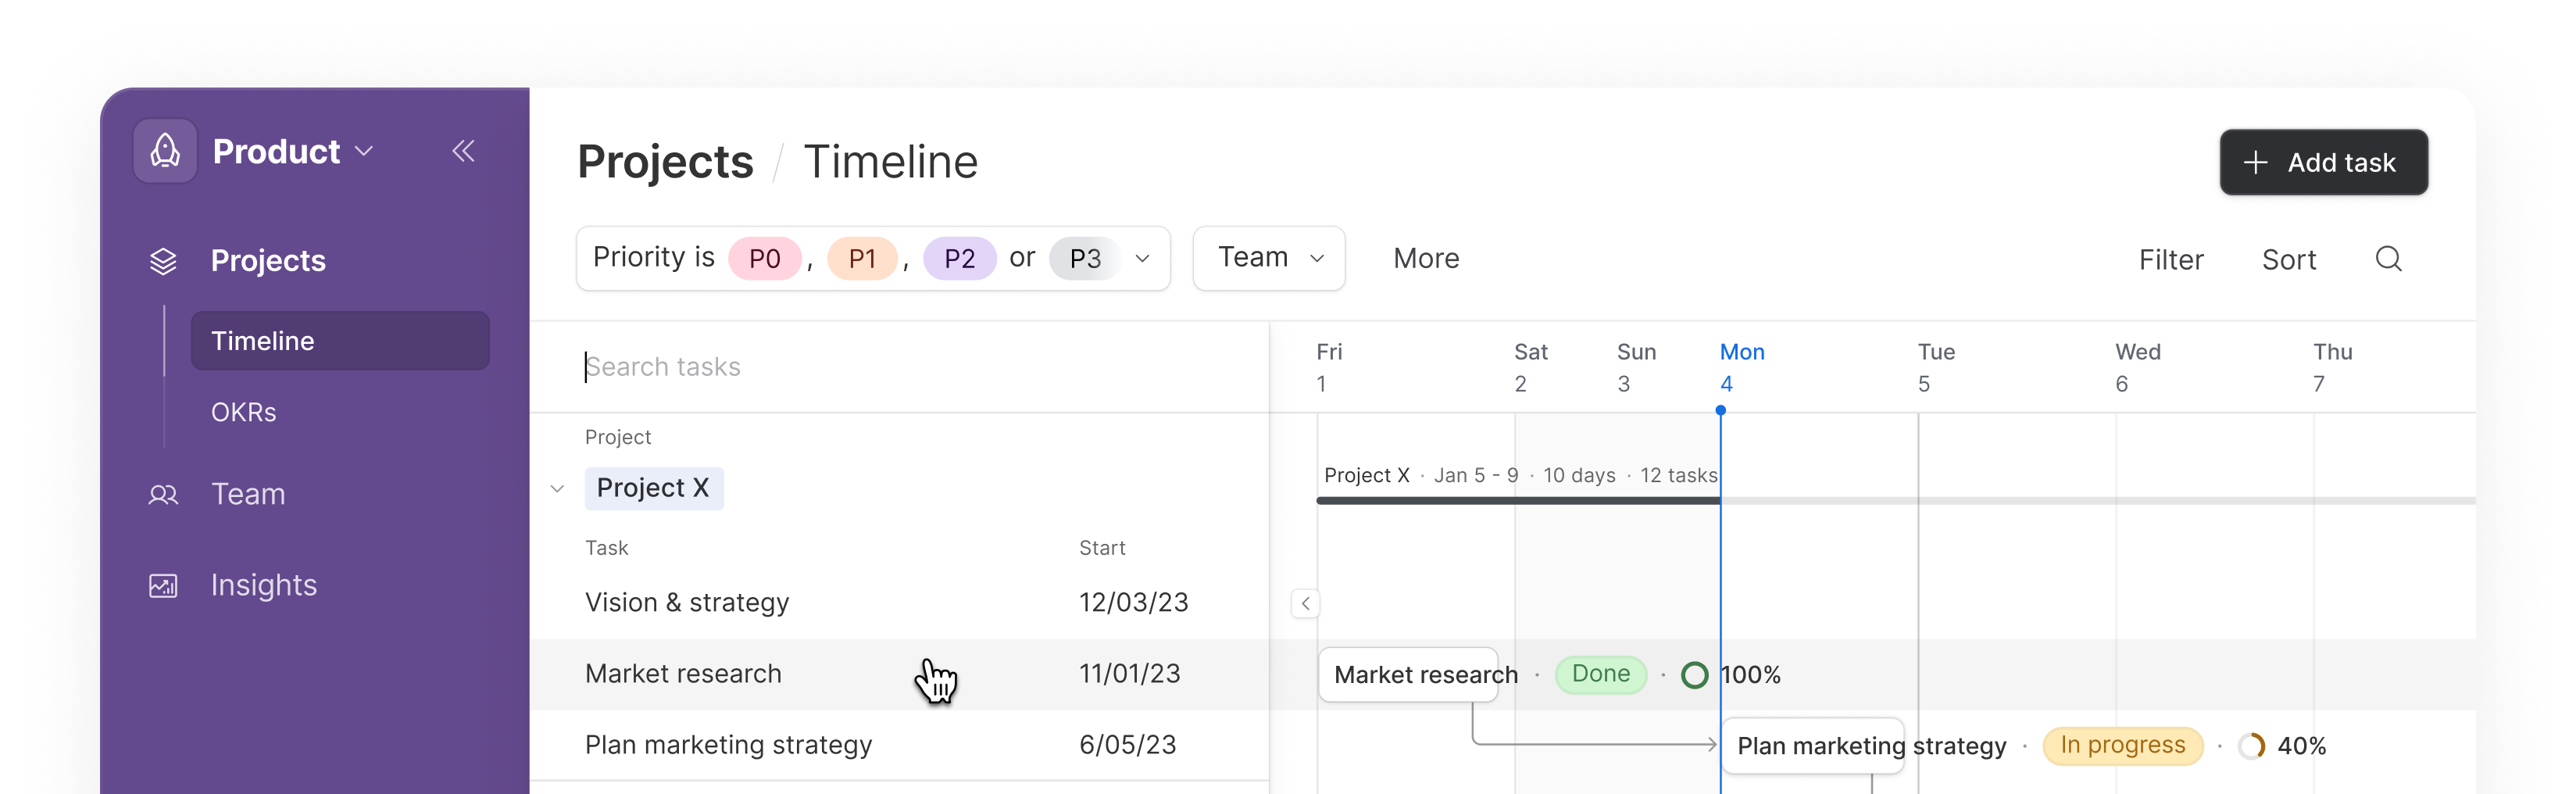 Product
Projects
Timeline
OKRs
Team
Insights
Projects / Timeline
+ Add task
Priority is P0 , P1 , P2 or P3
Team
More
Filter
Sort
Search tasks
Fri Sat Sun Mon Tue Wed Thu
1 2 3 4 5 6 7
Project
Project X
Project X · Jan 5 - 9 · 10 days · 12 tasks
Task Start
Vision & strategy 12/03/23
Market research 11/01/23
Market research · Done · 100%
Plan marketing strategy 6/05/23
Plan marketing strategy · In progress · 40%